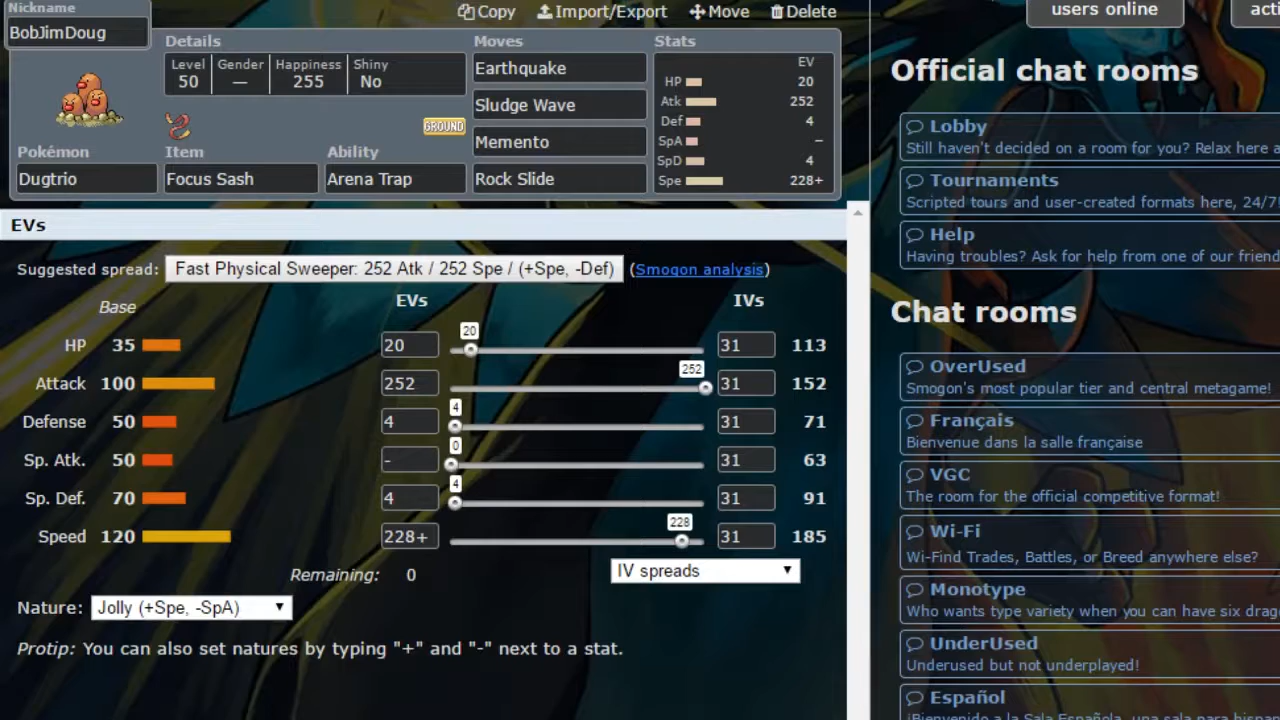 Nickname
BobJimDoug
Copy Import/Export Move Delete
Details
Level Gender Happiness Shiny
50 — 255 No
GROUND
Pokémon Item Ability
Dugtrio Focus Sash Arena Trap
Moves
Earthquake
Sludge Wave
Memento
Rock Slide
Stats
EV
HP 20
Atk 252
Def 4
SpA –
SpD 4
Spe 228+
EVs
Suggested spread: Fast Physical Sweeper: 252 Atk / 252 Spe / (+Spe, -Def) (Smogon analysis)
Base EVs IVs
HP 35 20 20 31 113
Attack 100 252 252 31 152
Defense 50 4 4 31 71
Sp. Atk. 50 - 0 31 63
Sp. Def. 70 4 4 31 91
Speed 120 228+ 228 31 185
Remaining: 0
IV spreads
Nature: Jolly (+Spe, -SpA)
Protip: You can also set natures by typing "+" and "-" next to a stat.
users online
Official chat rooms
Lobby
Still haven't decided on a room for you? Relax here a
Tournaments
Scripted tours and user-created formats here, 24/7!
Help
Having troubles? Ask for help from one of our friend
Chat rooms
OverUsed
Smogon's most popular tier and central metagame!
Français
Bienvenue dans la salle française
VGC
The room for the official competitive format!
Wi-Fi
Wi-Find Trades, Battles, or Breed anywhere else?
Monotype
Who wants type variety when you can have six drag
UnderUsed
Underused but not underplayed!
Español